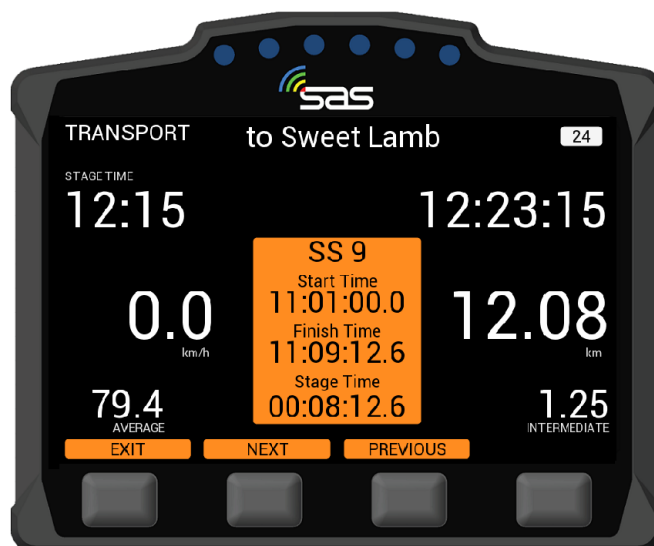 sas
TRANSPORT to Sweet Lamb 24
STAGE TIME
12:15 12:23:15
SS 9
Start Time
11:01:00.0
0.0 km/h
12.08 km
Finish Time
11:09:12.6
Stage Time
00:08:12.6
79.4
AVERAGE
1.25
INTERMEDIATE
EXIT NEXT PREVIOUS